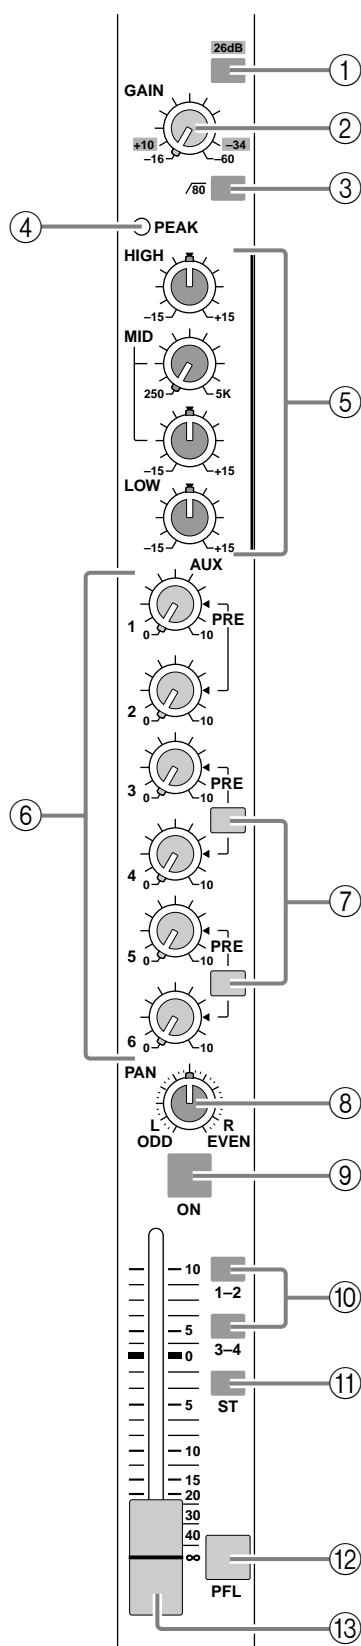 26dB
①
GAIN
②
+10 –34
–16 –60
/80 ③
④ PEAK
HIGH
–15 +15
MID
250 5K
⑤
–15 +15
LOW
–15 +15
AUX
1 PRE
0 10
2
0 10
3 PRE
0 10
⑥
4
0 10
⑦
5 PRE
0 10
6
0 10
PAN
⑧
L R
ODD EVEN
⑨
ON
10
1–2
⑩
5
3–4
0
⑪
5 ST
10
15
20
30
40
∞ ⑫
PFL
⑬